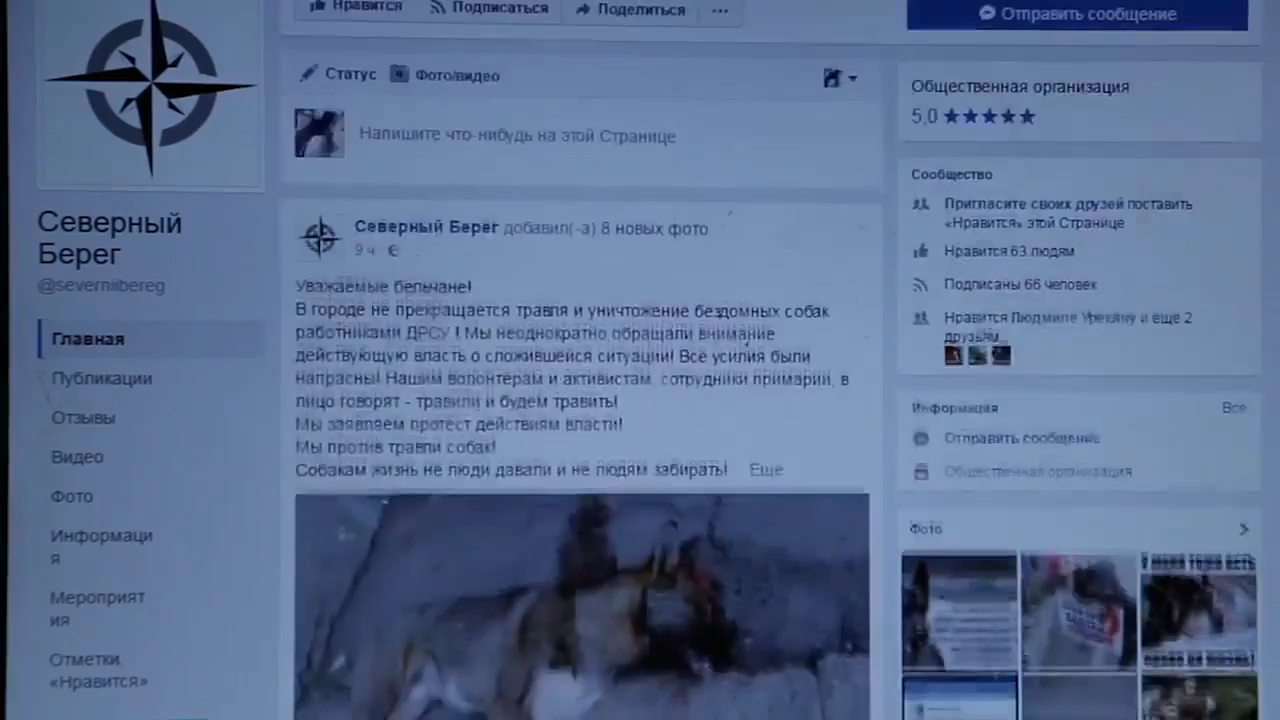 Нравится
Подписаться
Поделиться
Отправить сообщение
Статус
Фото/видео
Напишите что-нибудь на этой Странице
Северный
Берег
@severniibereg
Главная
Публикации
Отзывы
Видео
Фото
Информаци
я
Мероприят
ия
Отметки
«Нравится»
Северный Берег добавил(-а) 8 новых фото
9 ч
Уважаемые бельчане!
В городе не прекращается травля и уничтожение бездомных собак
работниками ДРСУ ! Мы неоднократно обращали внимание
действующую власть о сложившейся ситуации! Все усилия были
напрасны! Нашим волонтерам и активистам, сотрудники примарии, в
лицо говорят - травили и будем травить!
Мы заявляем протест действиям власти!
Мы против травли собак!
Собакам жизнь не люди давали и не людям забирать! Еще
Общественная организация
5,0 ★★★★★
Сообщество
Пригласите своих друзей поставить
«Нравится» этой Странице
Нравится 63 людям
Подписаны 66 человек
Нравится Людмиле и еще 2
друзьям
Информация
Все
Отправить сообщение
Общественная организация
Фото